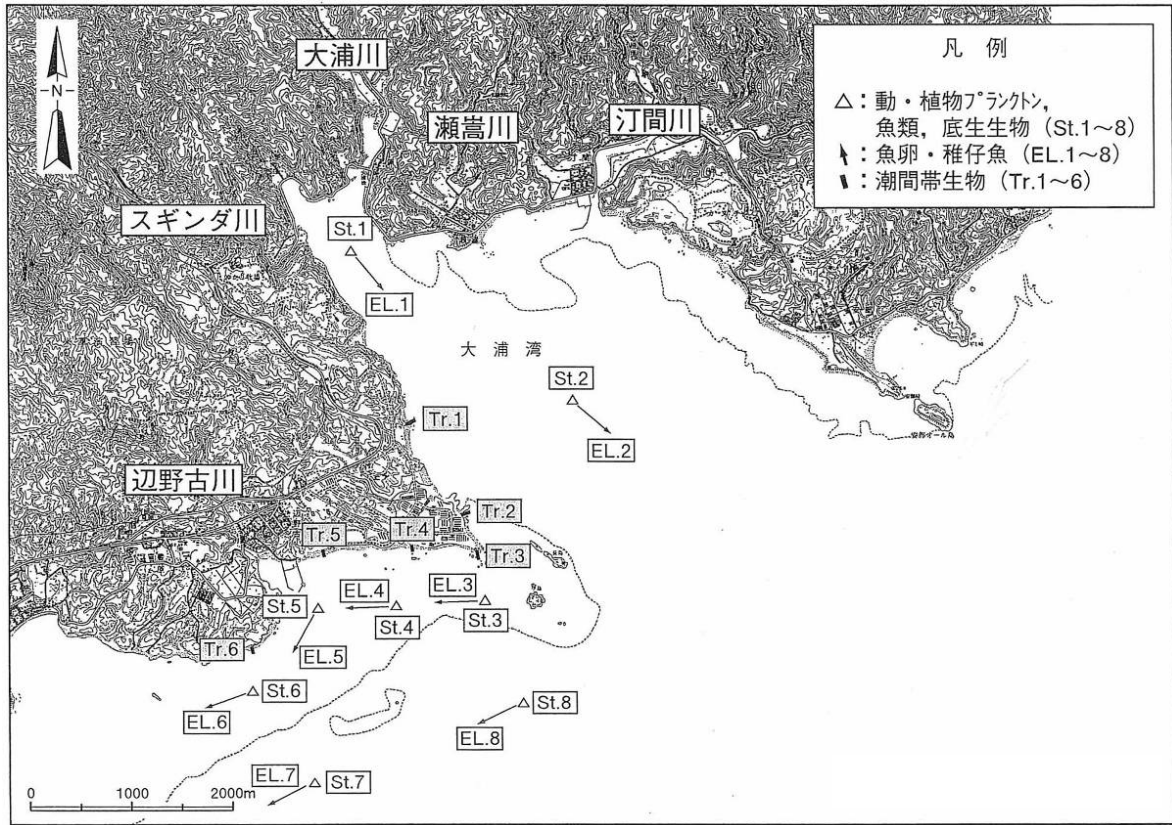 凡　例
△：動・植物プランクトン，
魚類，底生生物（St.1～8）
：魚卵・稚仔魚（EL.1～8）
：潮間帯生物（Tr.1～6）
N
大浦川
瀬嵩川
汀間川
スギンダ川
St.1
EL.1
大浦湾
St.2
EL.2
Tr.1
辺野古川
Tr.2
Tr.5
Tr.4
Tr.3
EL.4
EL.3
St.5
St.4
St.3
EL.5
Tr.6
St.6
EL.6
St.8
EL.8
EL.7
St.7
0 1000 2000m